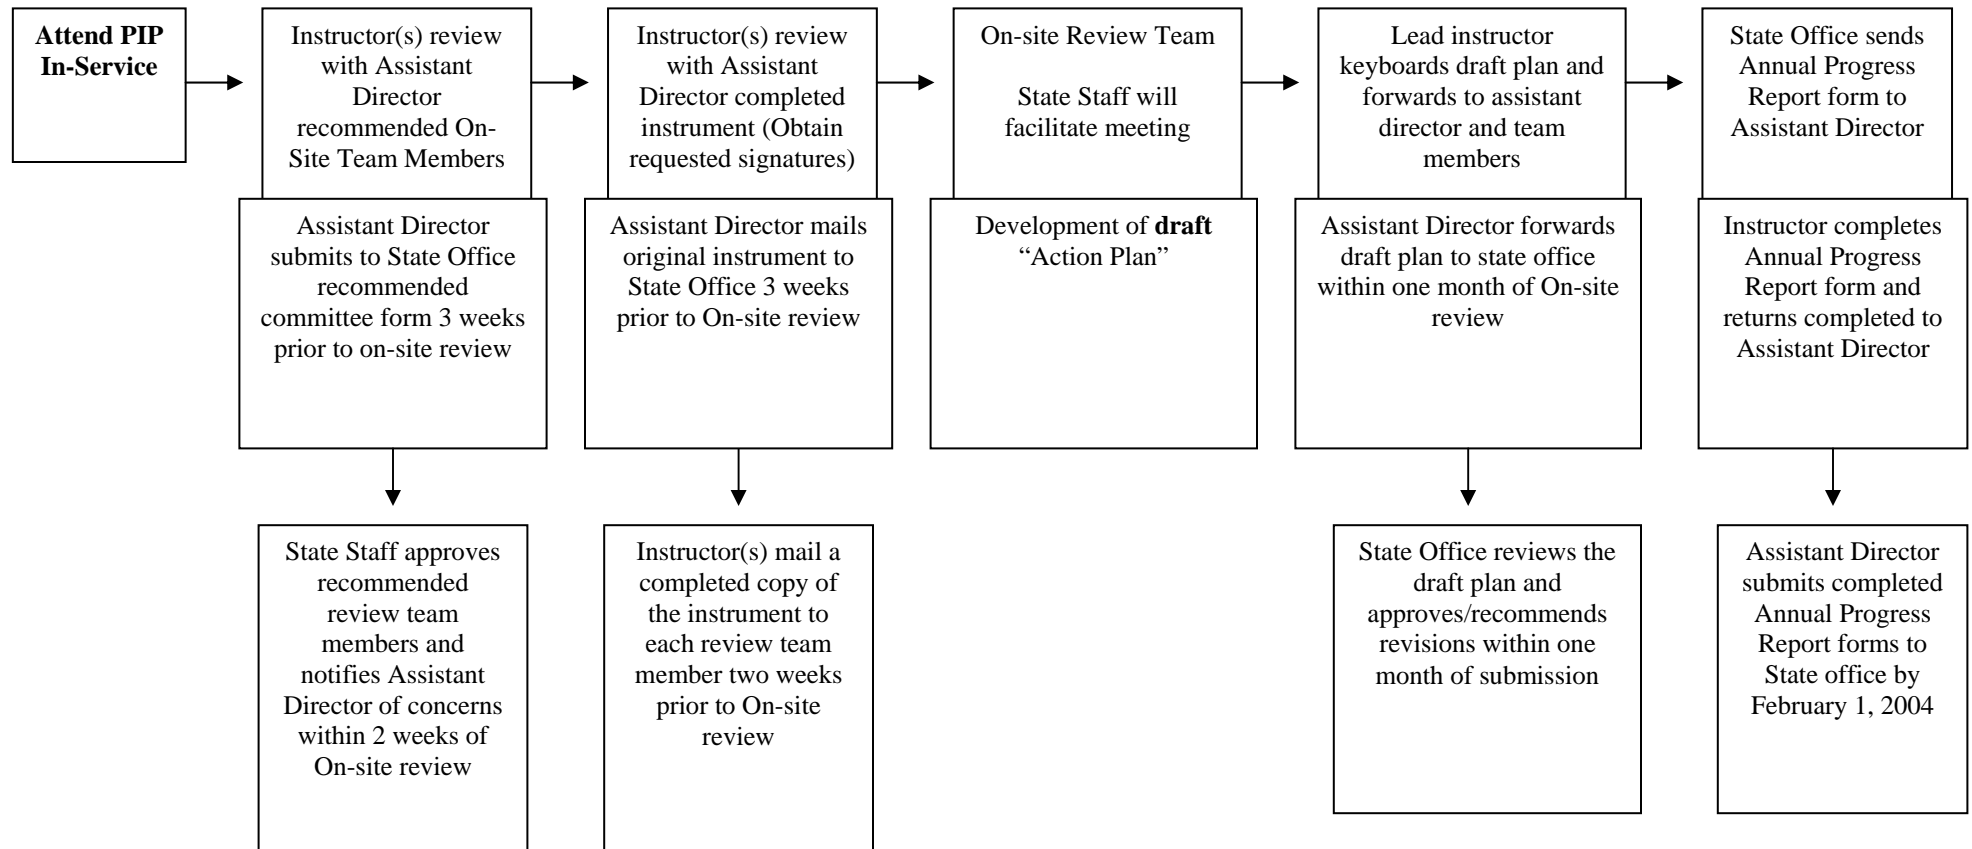 Attend PIP
In-Service
Instructor(s) review
with Assistant
Director
recommended On-
Site Team Members
Assistant Director
submits to State Office
recommended
committee form 3 weeks
prior to on-site review
State Staff approves
recommended
review team
members and
notifies Assistant
Director of concerns
within 2 weeks of
On-site review
Instructor(s) review
with Assistant
Director completed
instrument (Obtain
requested signatures)
Assistant Director mails
original instrument to
State Office 3 weeks
prior to On-site review
Instructor(s) mail a
completed copy of
the instrument to
each review team
member two weeks
prior to On-site
review
On-site Review Team
State Staff will
facilitate meeting
Development of draft
“Action Plan”
Lead instructor
keyboards draft plan and
forwards to assistant
director and team
members
Assistant Director forwards
draft plan to state office
within one month of On-site
review
State Office reviews the
draft plan and
approves/recommends
revisions within one
month of submission
State Office sends
Annual Progress
Report form to
Assistant Director
Instructor completes
Annual Progress
Report form and
returns completed to
Assistant Director
Assistant Director
submits completed
Annual Progress
Report forms to
State office by
February 1, 2004